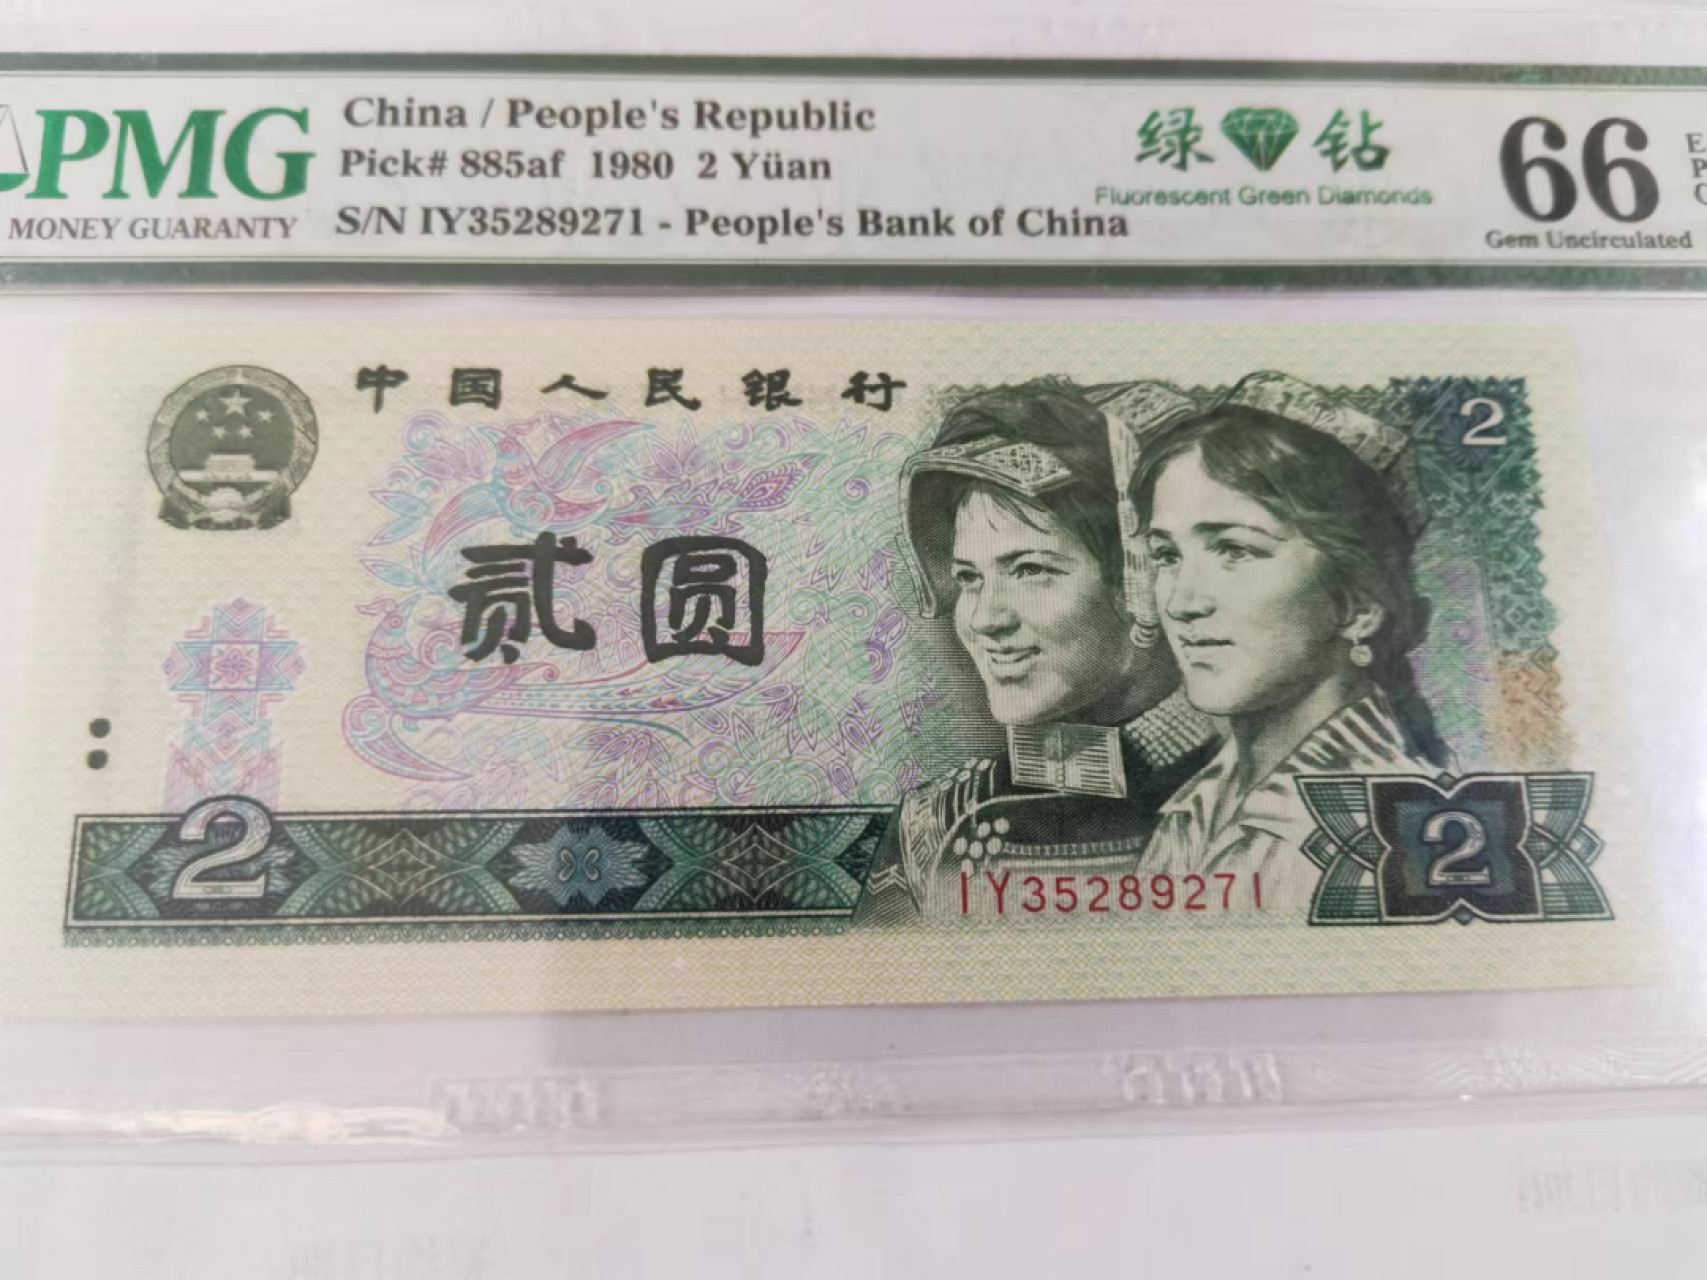 PMG
MONEY GUARANTY
China / People's Republic
Pick# 885af 1980 2 Yüan
S/N IY35289271 - People's Bank of China
绿 钻
Fluorescent Green Diamonds
66
Gem Uncirculated
中国人民银行
2
贰圆
2
2
IY35289271